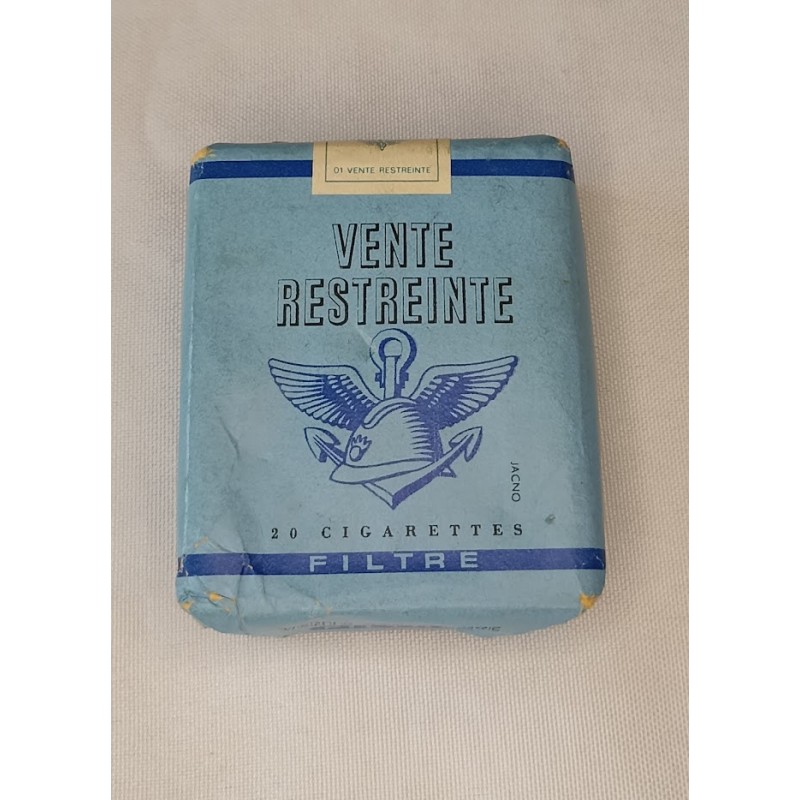 01 VENTE RESTREINTE
VENTE
RESTREINTE
JACNO
20 CIGARETTES
FILTRE